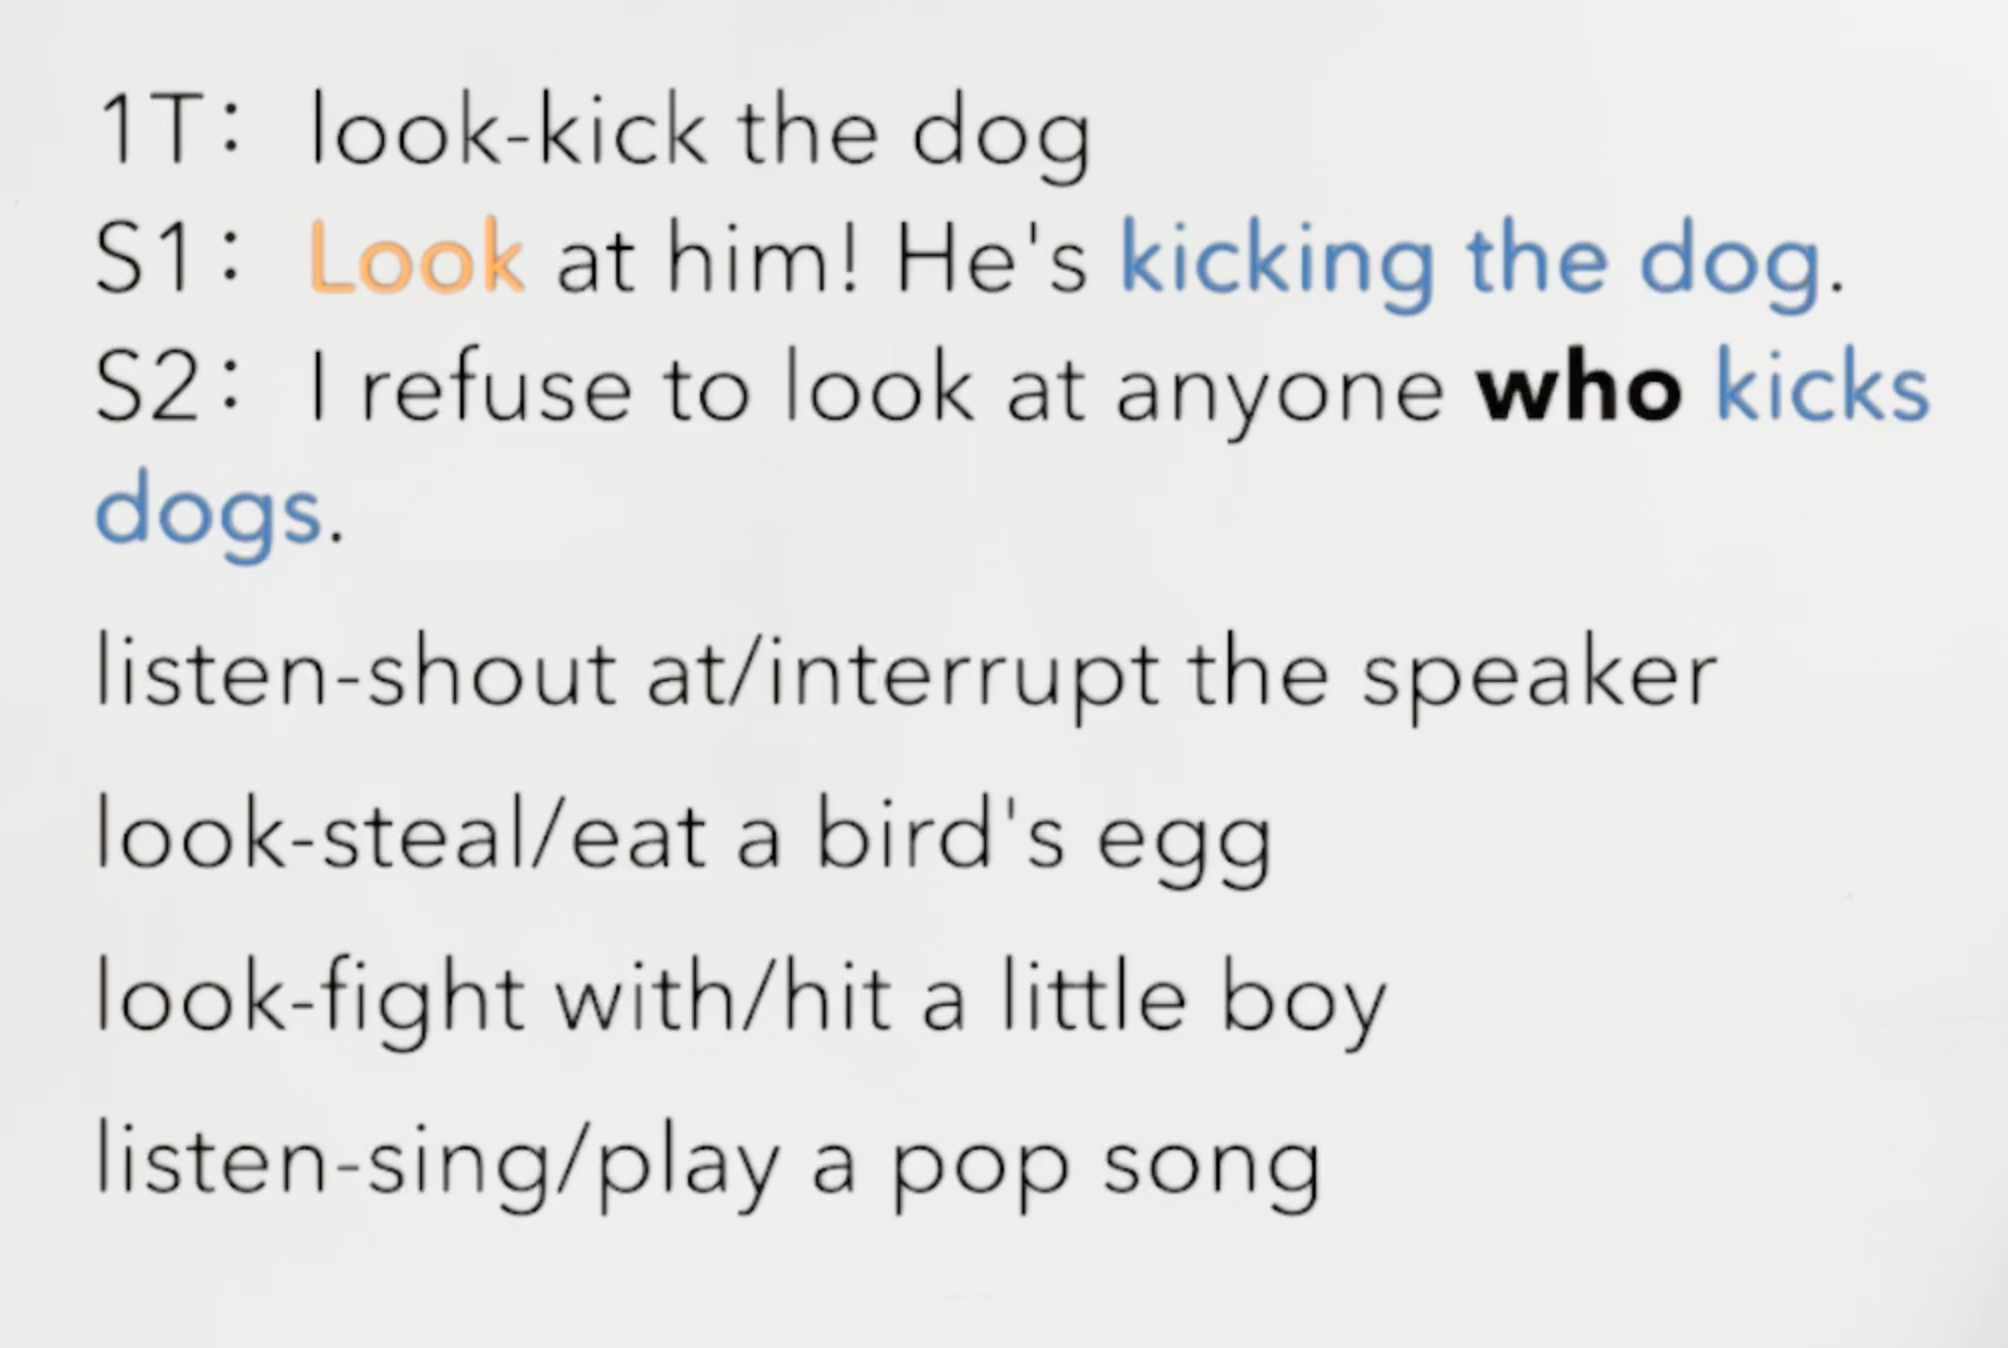 1T: look-kick the dog
S1: Look at him! He's kicking the dog.
S2: I refuse to look at anyone who kicks
dogs.
listen-shout at/interrupt the speaker
look-steal/eat a bird's egg
look-fight with/hit a little boy
listen-sing/play a pop song